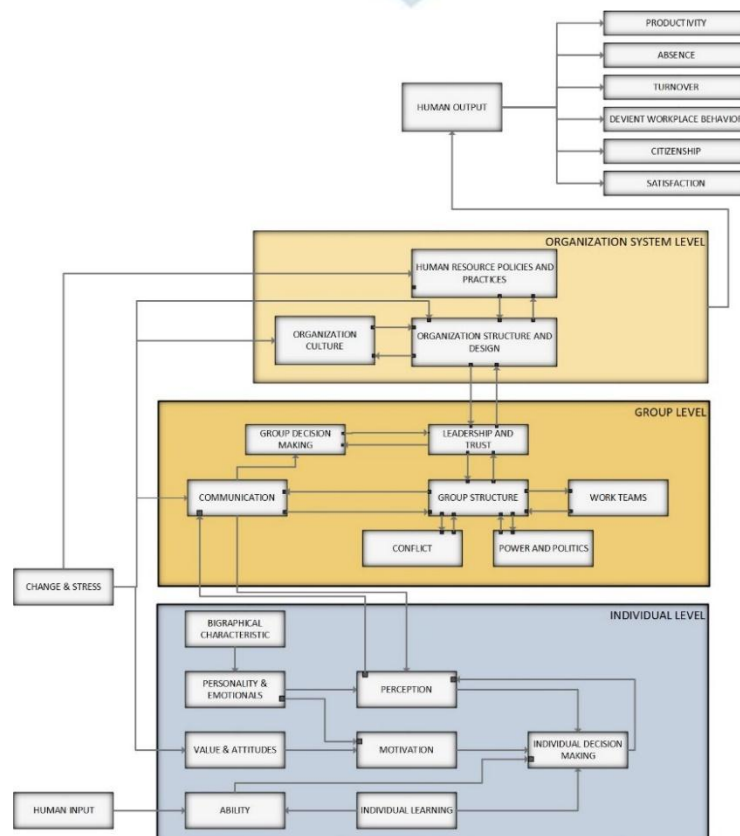 PRODUCTIVITY
ABSENCE
TURNOVER
HUMAN OUTPUT
DEVIENT WORKPLACE BEHAVIOR
CITIZENSHIP
SATISFACTION
ORGANIZATION SYSTEM LEVEL
HUMAN RESOURCE POLICIES AND
PRACTICES
ORGANIZATION
CULTURE
ORGANIZATION STRUCTURE AND
DESIGN
GROUP LEVEL
GROUP DECISION
MAKING
LEADERSHIP AND
TRUST
COMMUNICATION
GROUP STRUCTURE
WORK TEAMS
CONFLICT
POWER AND POLITICS
CHANGE & STRESS
INDIVIDUAL LEVEL
BIGRAPHICAL
CHARACTERISTIC
PERSONALITY &
EMOTIONALS
PERCEPTION
VALUE & ATTITUDES
MOTIVATION
INDIVIDUAL DECISION
MAKING
HUMAN INPUT
ABILITY
INDIVIDUAL LEARNING